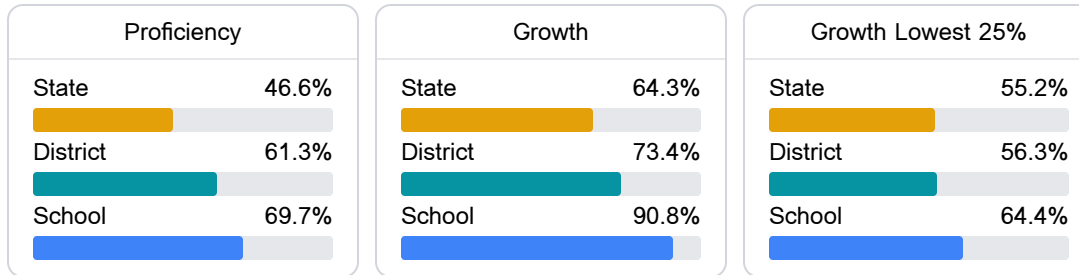 Proficiency
State 46.6%
District 61.3%
School 69.7%
Growth
State 64.3%
District 73.4%
School 90.8%
Growth Lowest 25%
State 55.2%
District 56.3%
School 64.4%